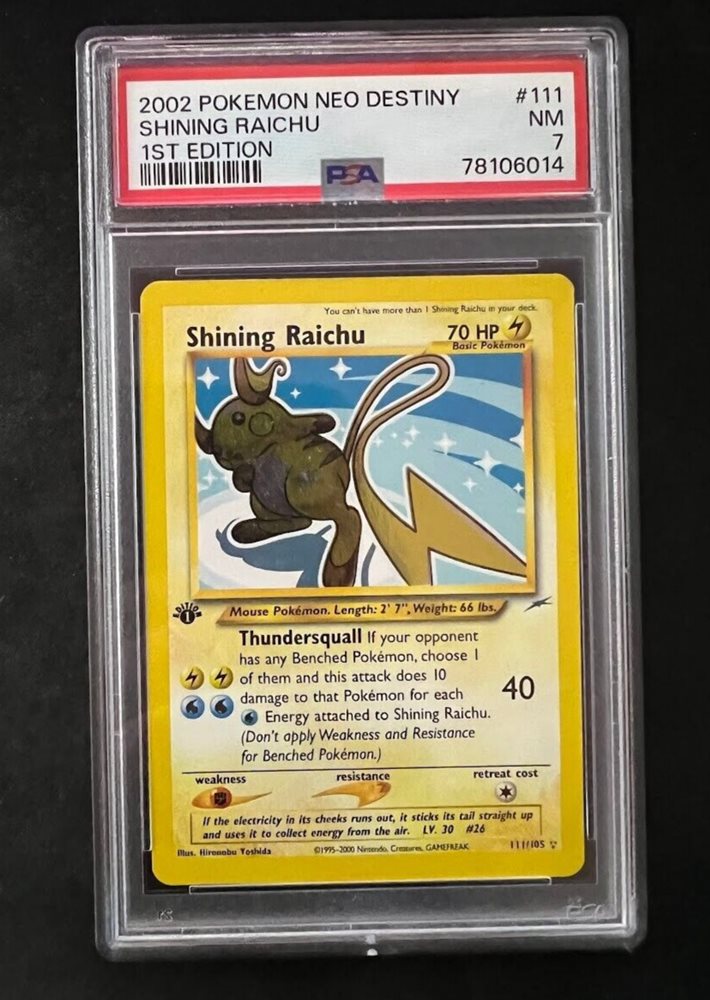 2002 POKEMON NEO DESTINY #111
SHINING RAICHU NM
1ST EDITION 7
PSA 78106014
You can't have more than 1 Shining Raichu in your deck.
Shining Raichu 70 HP
Basic Pokémon
EDITION
1
Mouse Pokémon. Length: 2' 7", Weight: 66 lbs.
Thundersquall If your opponent
has any Benched Pokémon, choose 1
of them and this attack does 10
damage to that Pokémon for each 40
Energy attached to Shining Raichu.
(Don't apply Weakness and Resistance
for Benched Pokémon.)
weakness resistance retreat cost
If the electricity in its cheeks runs out, it sticks its tail straight up
and uses it to collect energy from the air. LV. 30 #26
Illus. Hironobu Yoshida ©1995-2000 Nintendo, Creatures, GAMEFREAK. 111/105